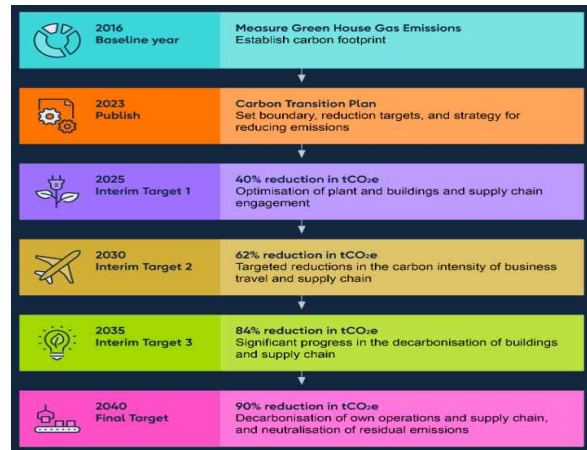 2016
Baseline year
Measure Green House Gas Emissions
Establish carbon footprint
2023
Publish
Carbon Transition Plan
Set boundary, reduction targets, and strategy for
reducing emissions
2025
Interim Target 1
40% reduction in tCO₂e
Optimisation of plant and buildings and supply chain
engagement
2030
Interim Target 2
62% reduction in tCO₂e
Targeted reductions in the carbon intensity of business
travel and supply chain
2035
Interim Target 3
84% reduction in tCO₂e
Significant progress in the decarbonisation of buildings
and supply chain
2040
Final Target
90% reduction in tCO₂e
Decarbonisation of own operations and supply chain,
and neutralisation of residual emissions